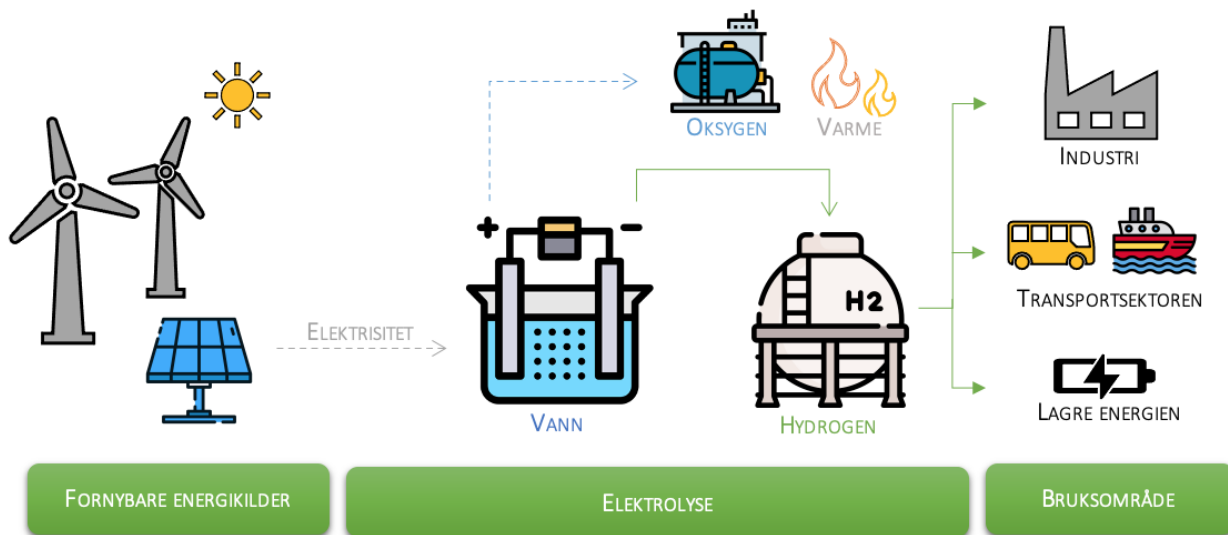 OKSYGEN
VARME
INDUSTRI
+
−
H2
TRANSPORTSEKTOREN
ELEKTRISITET
VANN
HYDROGEN
LAGRE ENERGIEN
FORNYBARE ENERGIKILDER
ELEKTROLYSE
BRUKSOMRÅDE